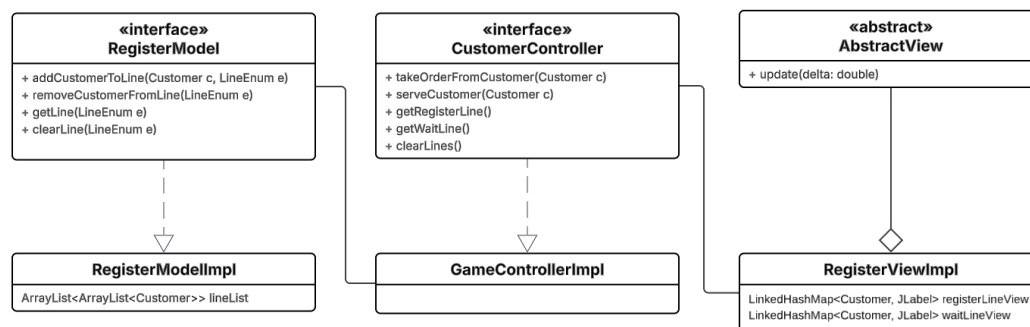 «interface»
RegisterModel
+ addCustomerToLine(Customer c, LineEnum e)
+ removeCustomerFromLine(LineEnum e)
+ getLine(LineEnum e)
+ clearLine(LineEnum e)
«interface»
CustomerController
+ takeOrderFromCustomer(Customer c)
+ serveCustomer(Customer c)
+ getRegisterLine()
+ getWaitLine()
+ clearLines()
«abstract»
AbstractView
+ update(delta: double)
RegisterModelImpl
ArrayList<ArrayList<Customer>> lineList
GameControllerImpl
RegisterViewImpl
LinkedHashMap<Customer, JLabel> registerLineView
LinkedHashMap<Customer, JLabel> waitLineView